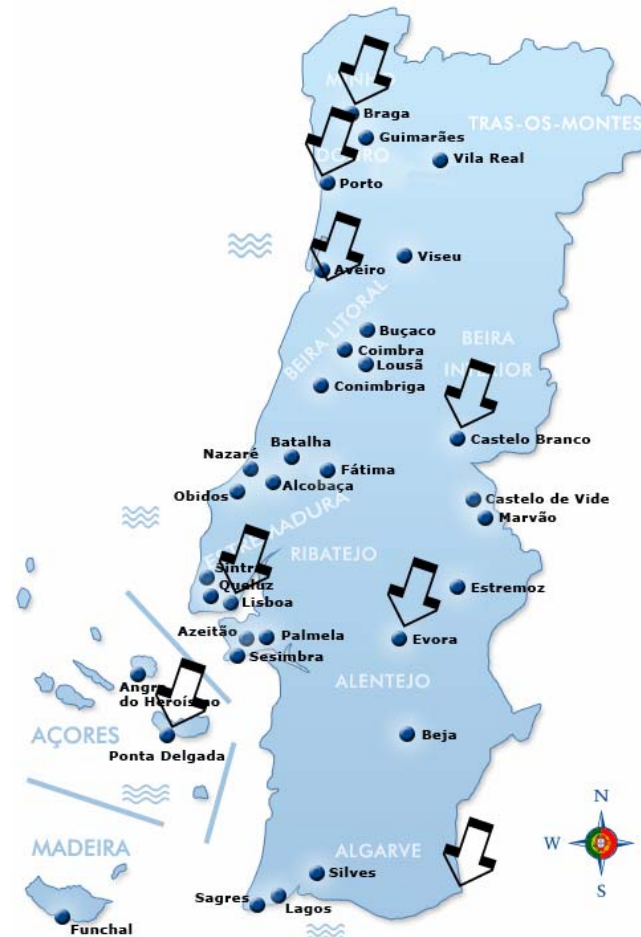 MINHO
Braga
TRAS-OS-MONTES
Guimarães
DOURO
Vila Real
Porto
Viseu
Aveiro
BEIRA LITORAL
Buçaco
BEIRA
INTERIOR
Coimbra
Lousã
Conimbriga
Castelo Branco
Batalha
Nazaré
Fátima
Alcobaça
Obidos
Castelo de Vide
Marvão
ESTREMADURA
RIBATEJO
Sintra
Queluz
Estremoz
Lisboa
Azeitão
Palmela
Evora
Sesimbra
ALENTEJO
Angra
do Heroísmo
AÇORES
Ponta Delgada
Beja
N
W
E
S
MADEIRA
ALGARVE
Silves
Sagres
Lagos
Funchal